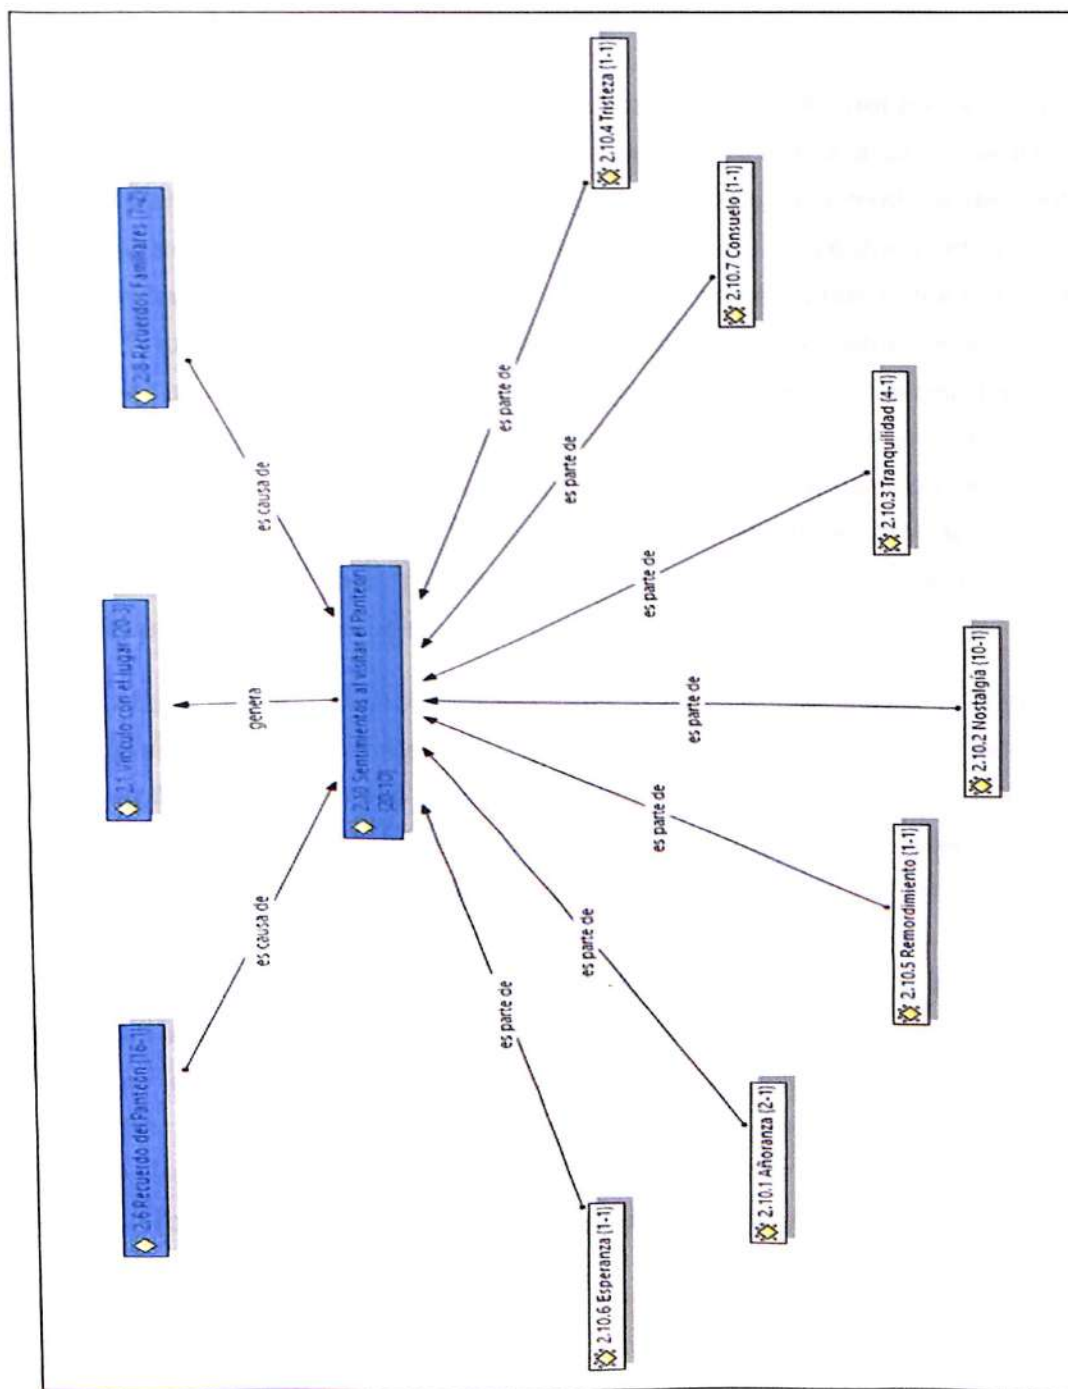 2.6 Recuerdo del Panteón {16-1}
2.1 Vinculo con el lugar {20-3}
2.8 Recuerdos Familiares {7-2}
es causa de
genera
es causa de
2.10 Sentimientos al visitar el Panteón
{20-10}
es parte de
es parte de
es parte de
es parte de
es parte de
es parte de
es parte de
2.10.6 Esperanza {1-1}
2.10.1 Añoranza {2-1}
2.10.5 Remordimiento {1-1}
2.10.2 Nostalgía {10-1}
2.10.3 Tranquilidad {4-1}
2.10.7 Consuelo {1-1}
2.10.4 Tristeza {1-1}